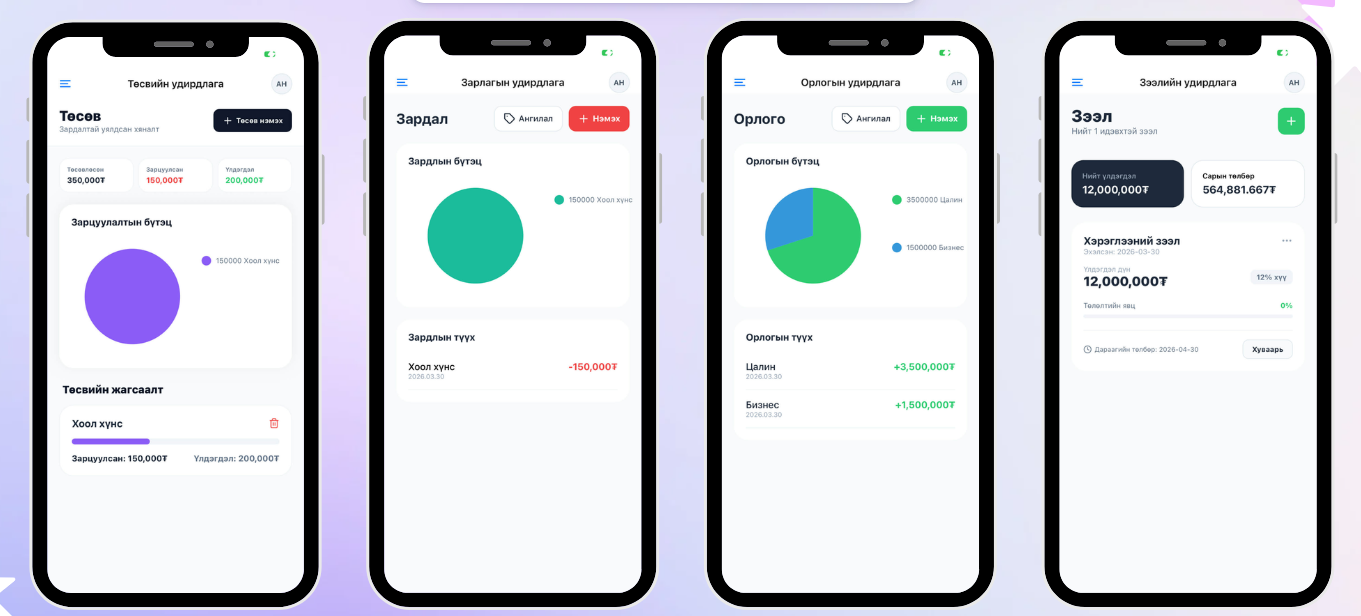 Төсвийн удирдлага
АН
Төсөв
Зардалтай уялдсан хяналт
+ Төсөв нэмэх
Төсөвлөсөн
350,000₮
Зарцуулсан
150,000₮
Үлдэгдэл
200,000₮
Зарцуулалтын бүтэц
150000 Хоол хүнс
Төсвийн жагсаалт
Хоол хүнс
Зарцуулсан: 150,000₮
Үлдэгдэл: 200,000₮
Зарлагын удирдлага
АН
Зардал
Ангилал
+ Нэмэх
Зардлын бүтэц
150000 Хоол хүнс
Зардлын түүх
Хоол хүнс
-150,000₮
2026.03.30
Орлогын удирдлага
АН
Орлого
Ангилал
+ Нэмэх
Орлогын бүтэц
3500000 Цалин
1500000 Бизнес
Орлогын түүх
Цалин
+3,500,000₮
2026.03.30
Бизнес
+1,500,000₮
2026.03.30
Зээлийн удирдлага
АН
Зээл
Нийт 1 идэвхтэй зээл
+
Нийт үлдэгдэл
12,000,000₮
Сарын төлбөр
564,881.667₮
Хэрэглээний зээл
Эхэлсэн: 2026-03-30
Үлдэгдэл дүн
12,000,000₮
12% хүү
Төлөлтийн явц
0%
Дараагийн төлбөр: 2026-04-30
Хуваарь